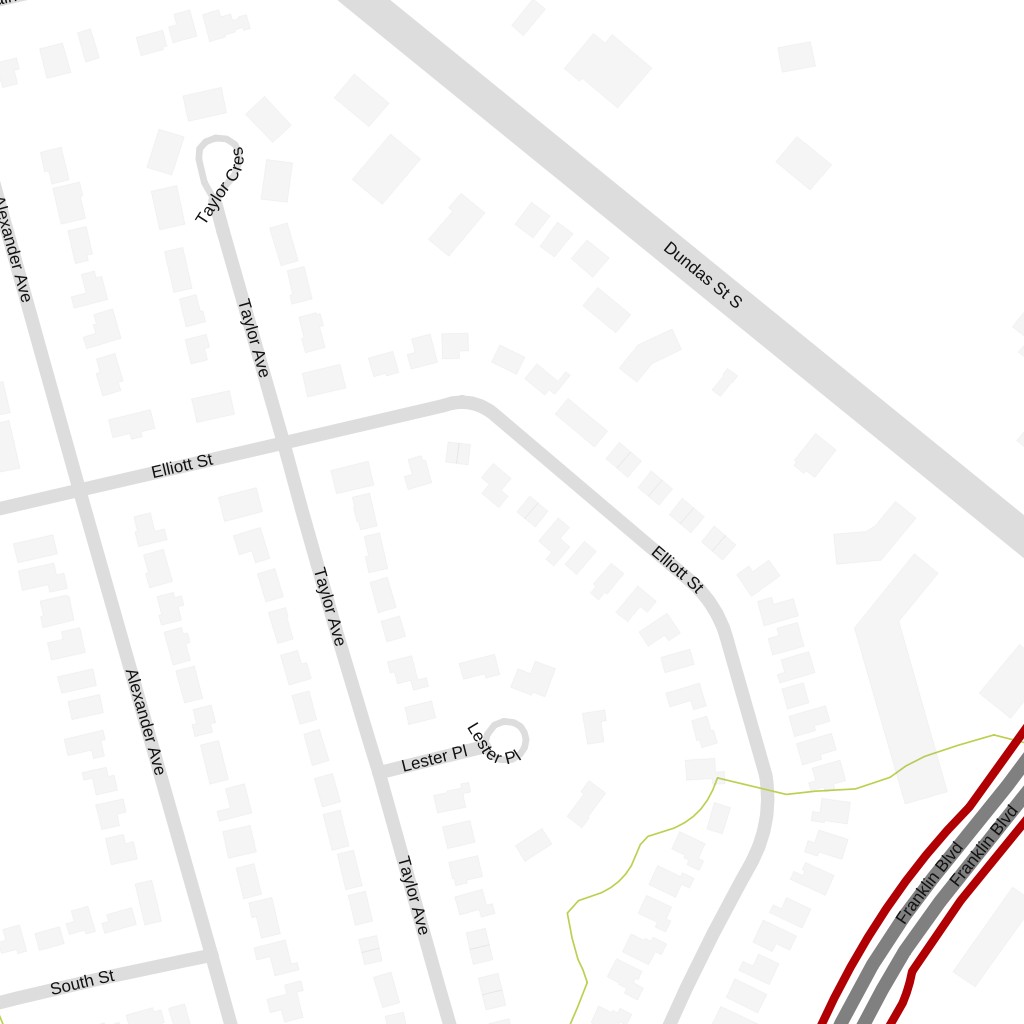 Taylor Cres
Alexander Ave
Dundas St S
Taylor Ave
Elliott St
Elliott St
Taylor Ave
Alexander Ave
Lester Pl
Lester Pl
Franklin Blvd
Franklin Blvd
Taylor Ave
South St